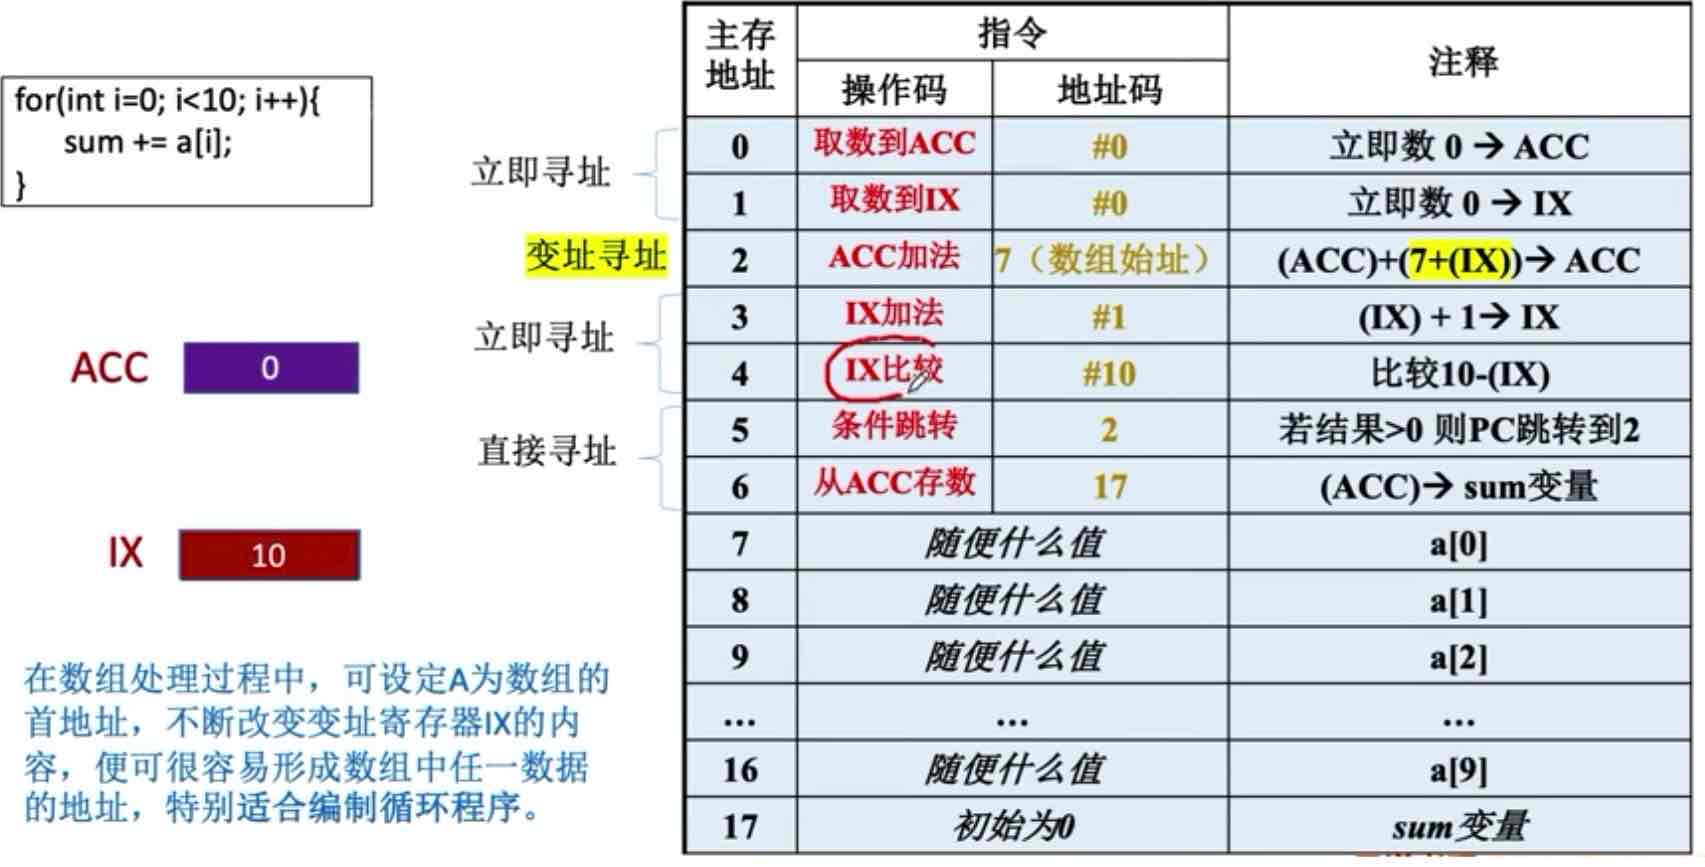 for(int i=0; i<10; i++){
sum += a[i];
}
ACC 0
IX 10
在数组处理过程中，可设定A为数组的
首地址，不断改变变址寄存器IX的内
容，便可很容易形成数组中任一数据
的地址，特别适合编制循环程序。
立即寻址
变址寻址
立即寻址
直接寻址
主存地址 指令 注释
操作码 地址码
0 取数到ACC #0 立即数 0 → ACC
1 取数到IX #0 立即数 0 → IX
2 ACC加法 7（数组始址） (ACC)+(7+(IX))→ ACC
3 IX加法 #1 (IX) + 1→ IX
4 IX比较 #10 比较10-(IX)
5 条件跳转 2 若结果>0 则PC跳转到2
6 从ACC存数 17 (ACC)→ sum变量
7 随便什么值 a[0]
8 随便什么值 a[1]
9 随便什么值 a[2]
... ... ...
16 随便什么值 a[9]
17 初始为0 sum变量